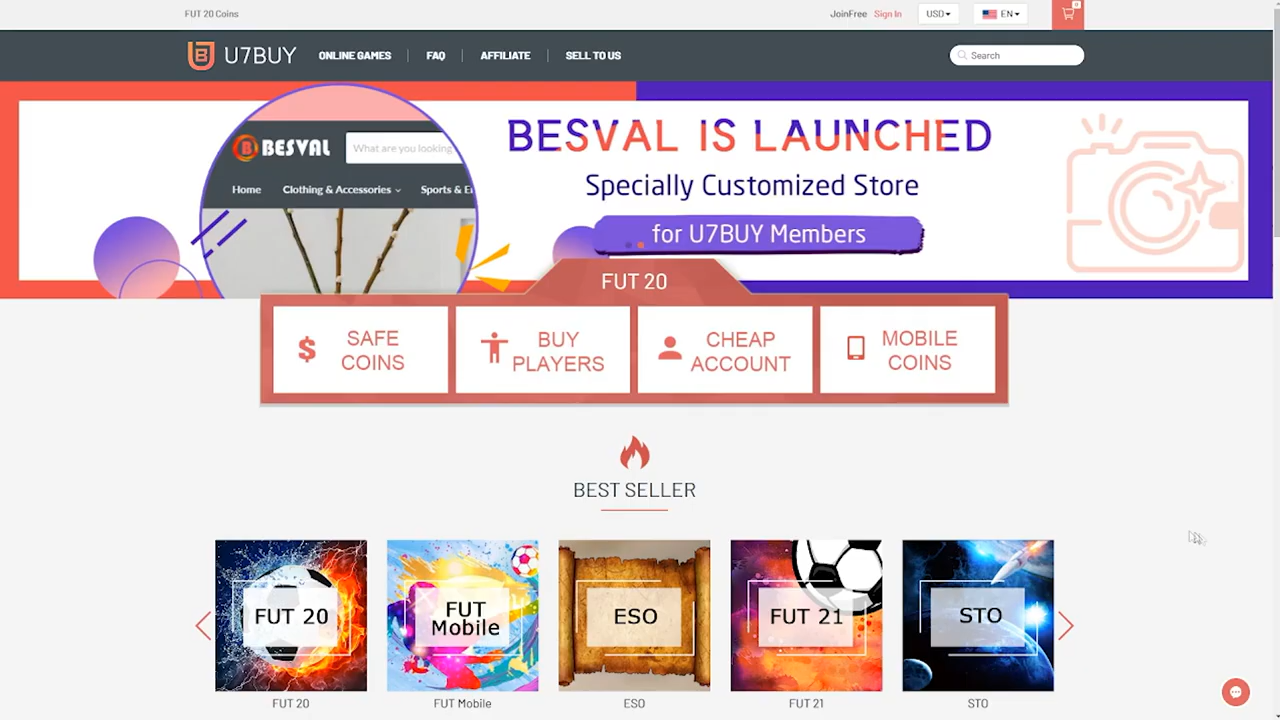 FUT 20 Coins
JoinFree Sign In USD EN 0
U7BUY ONLINE GAMES FAQ AFFILIATE SELL TO US Search
BESVAL What are you looking
Home Clothing & Accessories Sports & E
BESVAL IS LAUNCHED
Specially Customized Store
for U7BUY Members
FUT 20
SAFE
COINS
BUY
PLAYERS
CHEAP
ACCOUNT
MOBILE
COINS
BEST SELLER
FUT 20
FUT
Mobile
ESO
FUT 21
STO
FUT 20 FUT Mobile ESO FUT 21 STO